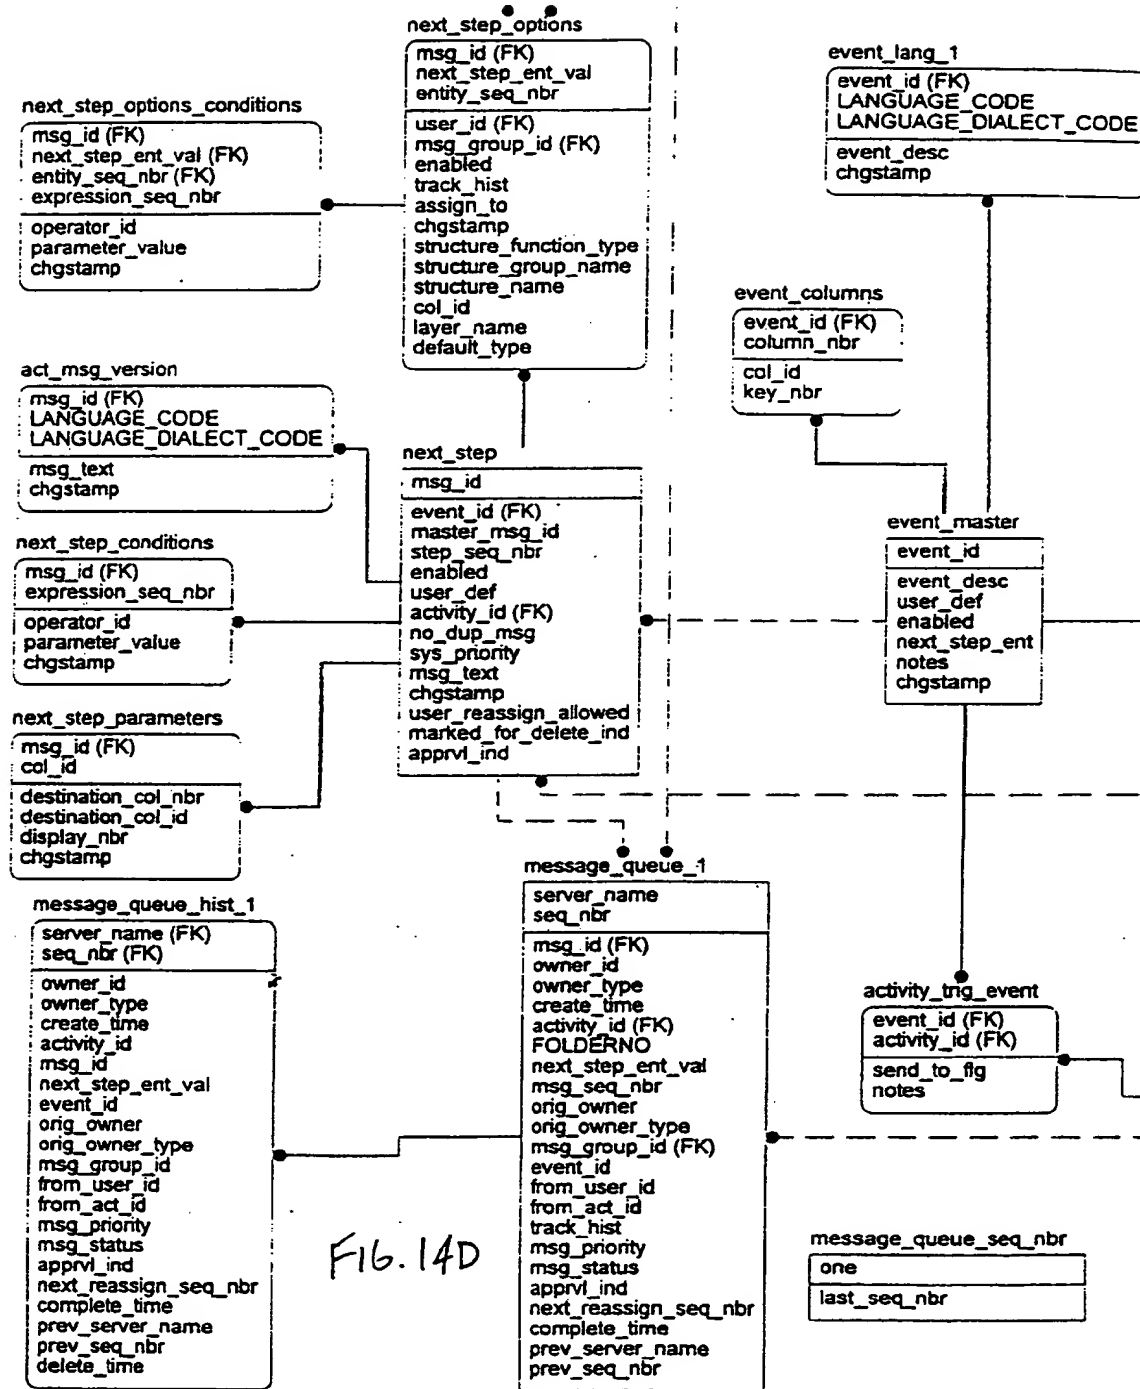 next_step_options
msg_id (FK)
next_step_ent_val
entity_seq_nbr
user_id (FK)
msg_group_id (FK)
enabled
track_hist
assign_to
chgstamp
structure_function_type
structure_group_name
structure_name
col_id
layer_name
default_type
event_lang_1
event_id (FK)
LANGUAGE_CODE
LANGUAGE_DIALECT_CODE
event_desc
chgstamp
next_step_options_conditions
msg_id (FK)
next_step_ent_val (FK)
entity_seq_nbr (FK)
expression_seq_nbr
operator_id
parameter_value
chgstamp
event_columns
event_id (FK)
column_nbr
col_id
key_nbr
act_msg_version
msg_id (FK)
LANGUAGE_CODE
LANGUAGE_DIALECT_CODE
msg_text
chgstamp
next_step
msg_id
event_id (FK)
master_msg_id
step_seq_nbr
enabled
user_def
activity_id (FK)
no_dup_msg
sys_priority
msg_text
chgstamp
user_reassign_allowed
marked_for_delete_ind
apprvl_ind
event_master
event_id
event_desc
user_def
enabled
next_step_ent
notes
chgstamp
next_step_conditions
msg_id (FK)
expression_seq_nbr
operator_id
parameter_value
chgstamp
next_step_parameters
msg_id (FK)
col_id
destination_col_nbr
destination_col_id
display_nbr
chgstamp
message_queue_hist_1
server_name (FK)
seq_nbr (FK)
owner_id
owner_type
create_time
activity_id
msg_id
next_step_ent_val
event_id
orig_owner
orig_owner_type
msg_group_id
from_user_id
from_act_id
msg_priority
msg_status
apprvl_ind
next_reassign_seq_nbr
complete_time
prev_server_name
prev_seq_nbr
delete_time
FIG. 14D
message_queue_1
server_name
seq_nbr
msg_id (FK)
owner_id
owner_type
create_time
activity_id (FK)
FOLDERNO
next_step_ent_val
msg_seq_nbr
orig_owner
orig_owner_type
msg_group_id (FK)
event_id
from_user_id
from_act_id
track_hist
msg_priority
msg_status
apprvl_ind
next_reassign_seq_nbr
complete_time
prev_server_name
prev_seq_nbr
activity_trig_event
event_id (FK)
activity_id (FK)
send_to_flg
notes
message_queue_seq_nbr
one
last_seq_nbr